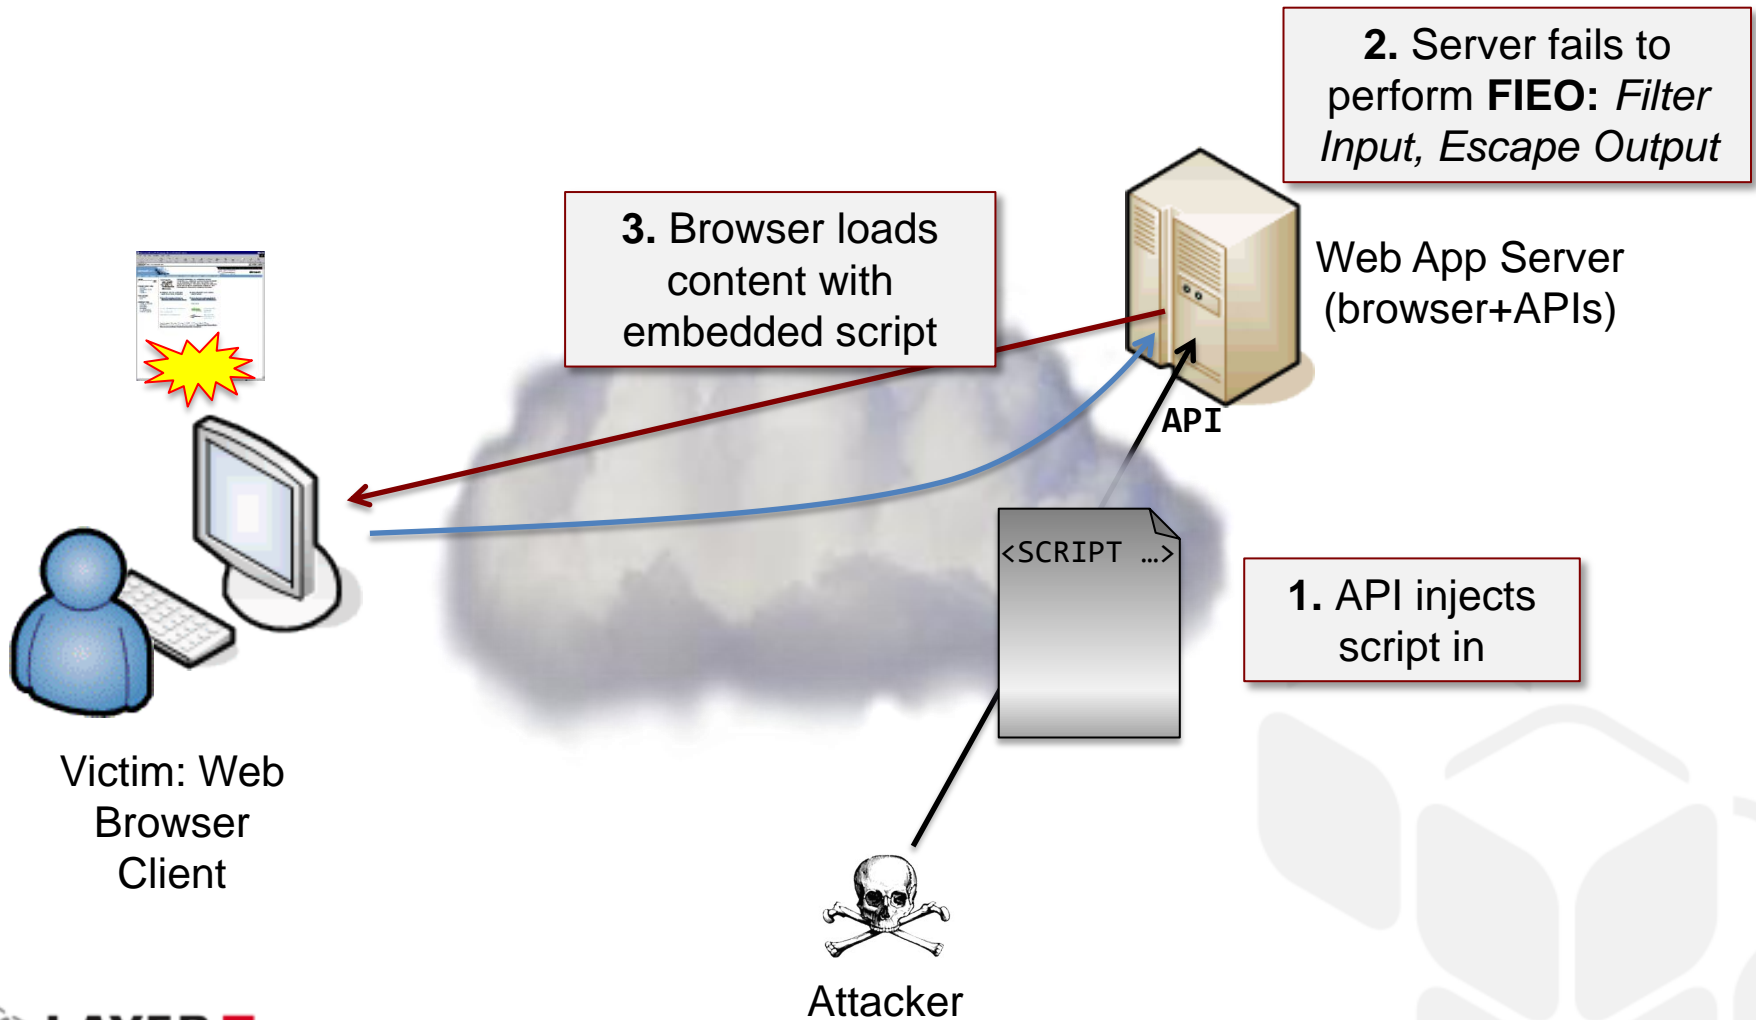 2. Server fails to
perform FIEO: Filter
Input, Escape Output
3. Browser loads
content with
embedded script
Web App Server
(browser+APIs)
API
<SCRIPT …>
1. API injects
script in
Victim: Web
Browser
Client
Attacker